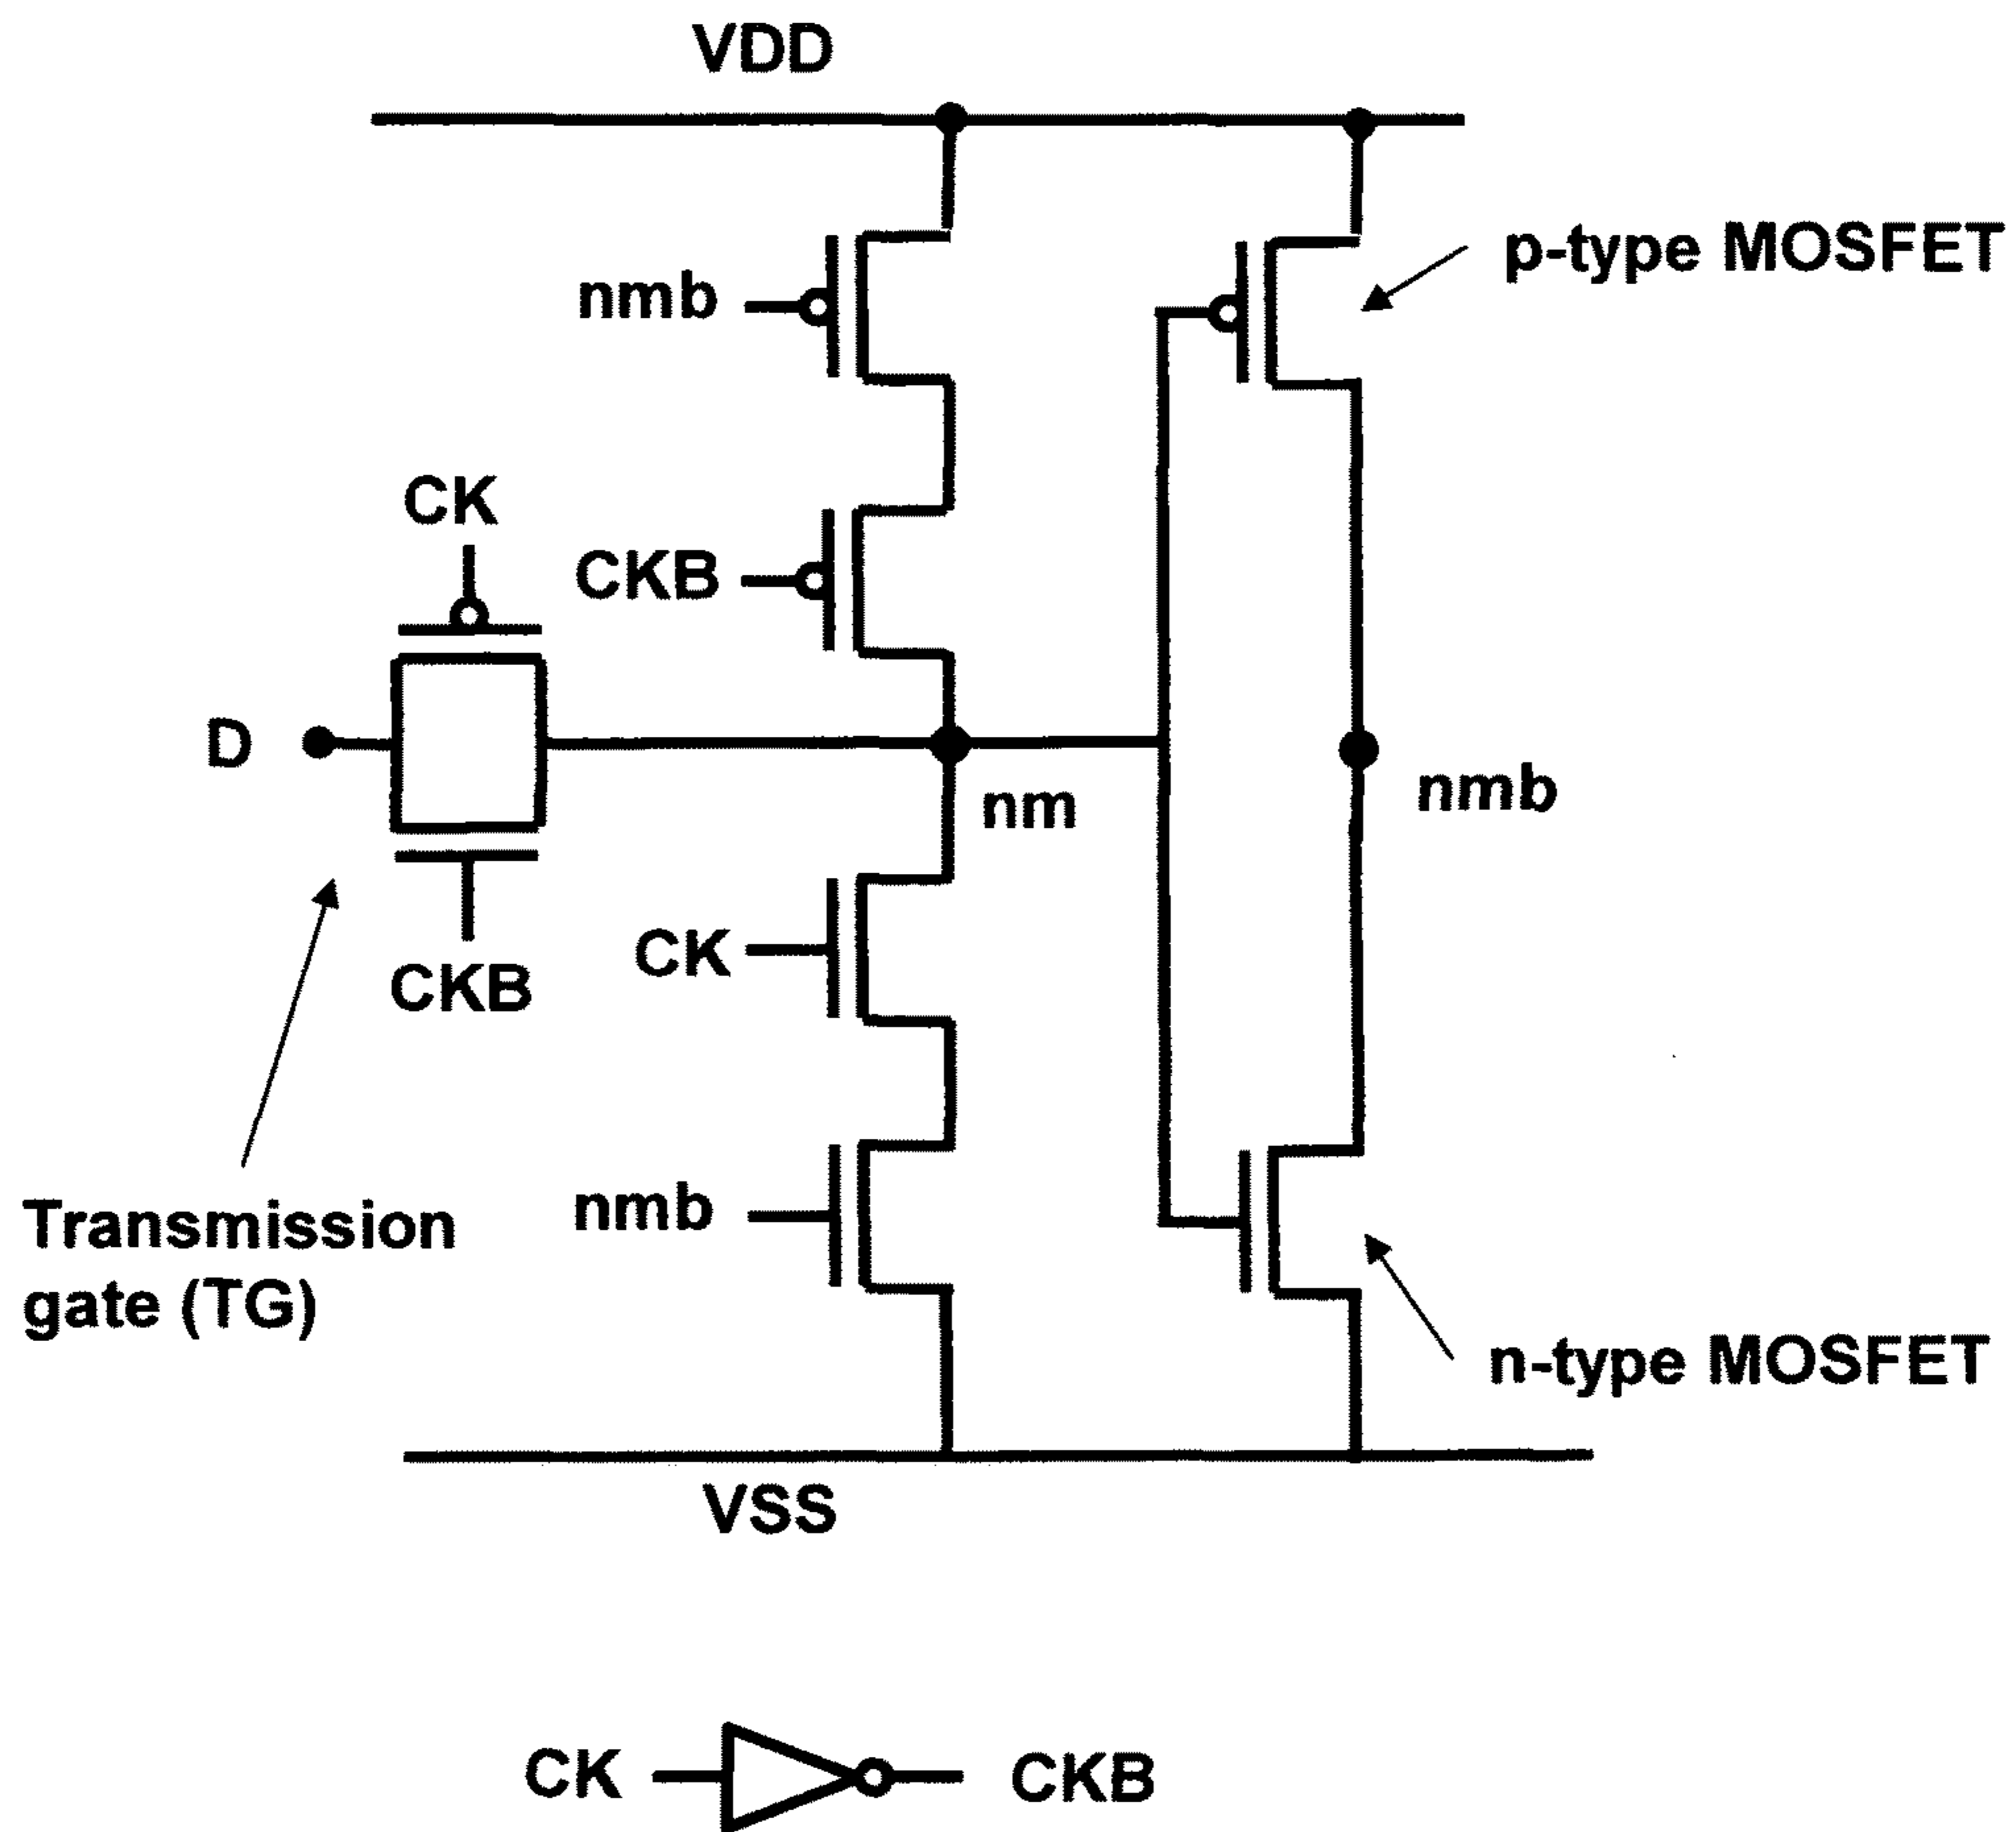 VDD
p-type MOSFET
nmb
CK
CKB
D
nm
nmb
CK
CKB
nmb
Transmission
gate (TG)
n-type MOSFET
VSS
CK
CKB